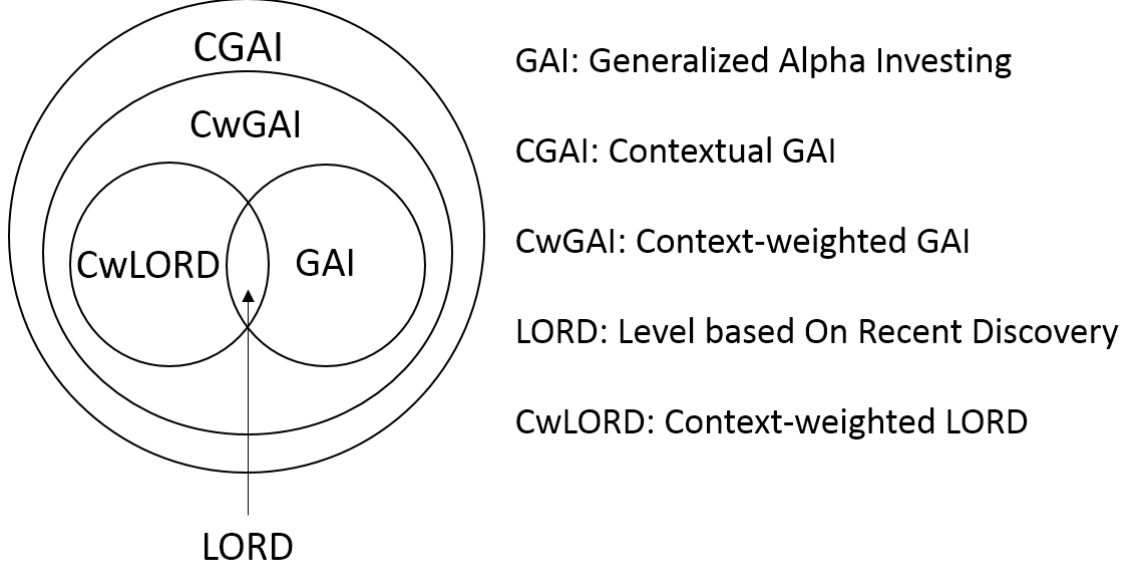 CGAI
CwGAI
CwLORD
GAI
LORD
GAI: Generalized Alpha Investing
CGAI: Contextual GAI
CwGAI: Context-weighted GAI
LORD: Level based On Recent Discovery
CwLORD: Context-weighted LORD